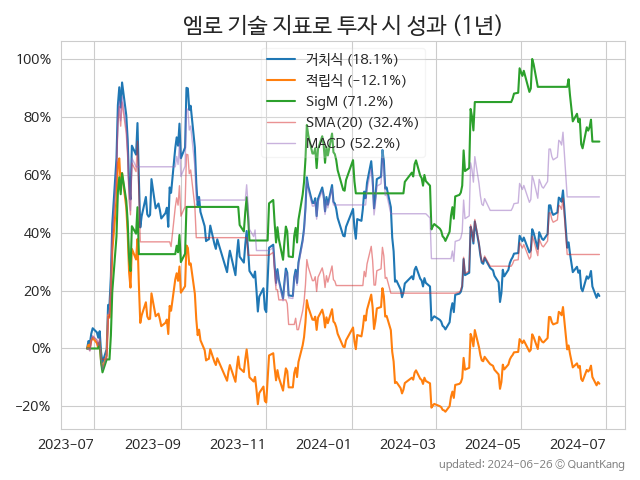 엠로 기술 지표로 투자 시 성과 (1년)
거치식 (18.1%)
적립식 (−12.1%)
SigM (71.2%)
SMA(20) (32.4%)
MACD (52.2%)
100%
80%
60%
40%
20%
0%
−20%
2023-07 2023-09 2023-11 2024-01 2024-03 2024-05 2024-07
updated: 2024-06-26 ⓒ QuantKang